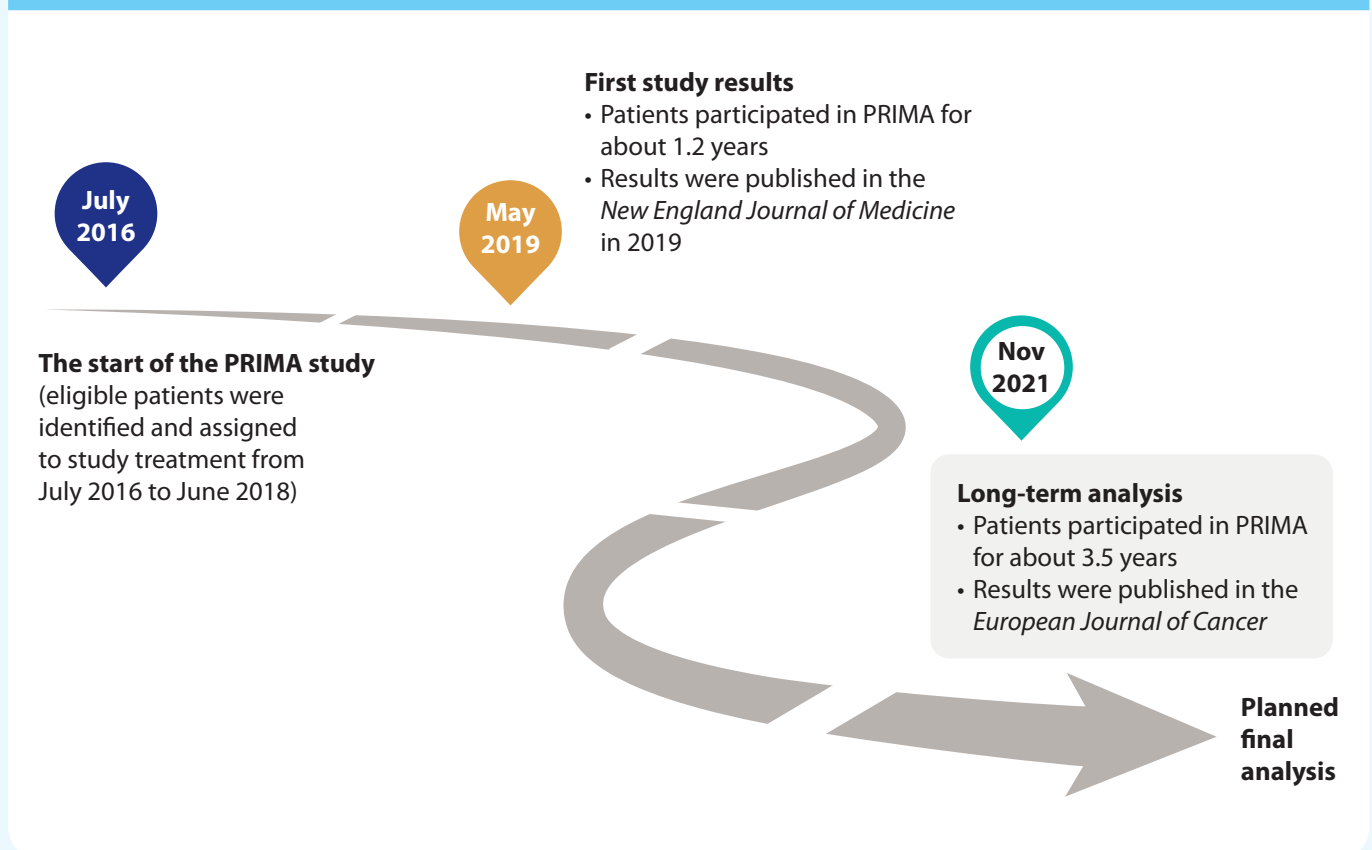 July
2016
The start of the PRIMA study
(eligible patients were
identified and assigned
to study treatment from
July 2016 to June 2018)
May
2019
First study results
• Patients participated in PRIMA for
about 1.2 years
• Results were published in the
New England Journal of Medicine
in 2019
Nov
2021
Long-term analysis
• Patients participated in PRIMA
for about 3.5 years
• Results were published in the
European Journal of Cancer
Planned
final
analysis